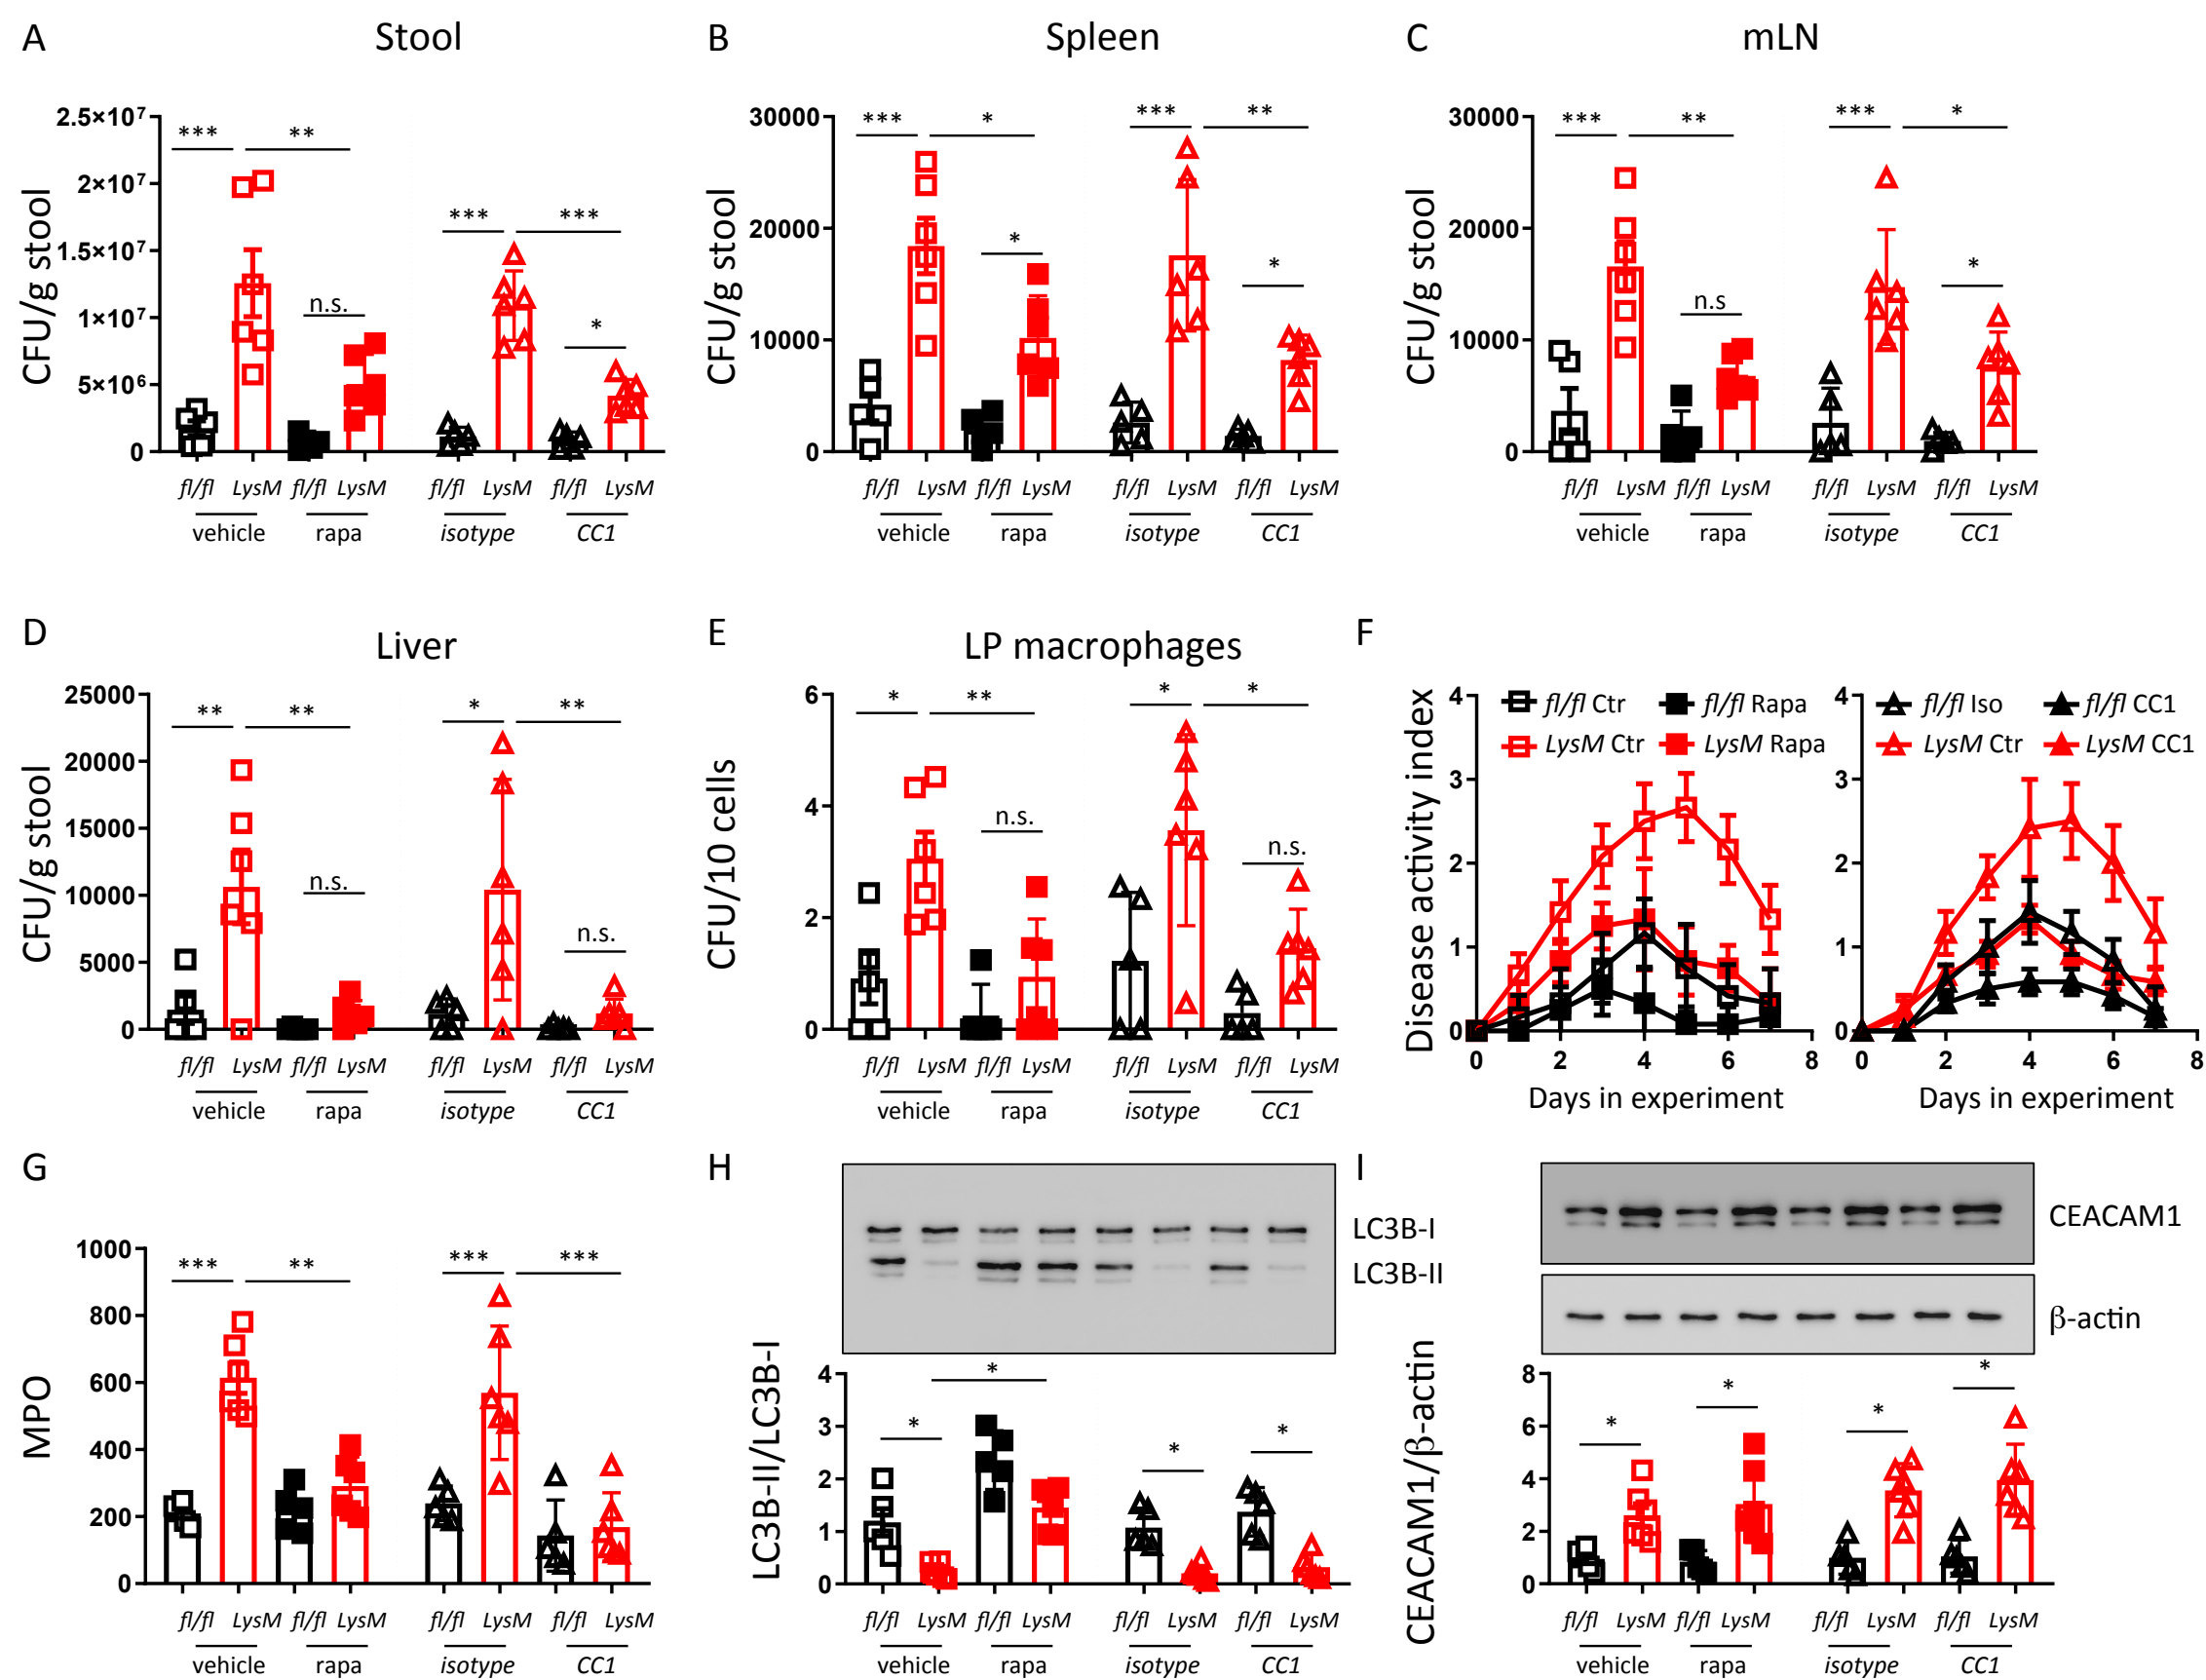 A Stool
CFU/g stool
2.5×10⁷
2×10⁷
1.5×10⁷
1×10⁷
5×10⁶
0
*** ** n.s. *** *** *
fl/fl LysM fl/fl LysM fl/fl LysM fl/fl LysM
vehicle rapa isotype CC1
B Spleen
CFU/g stool
30000
20000
10000
0
*** * * *** ** *
fl/fl LysM fl/fl LysM fl/fl LysM fl/fl LysM
vehicle rapa isotype CC1
C mLN
CFU/g stool
30000
20000
10000
0
*** ** n.s *** * *
fl/fl LysM fl/fl LysM fl/fl LysM fl/fl LysM
vehicle rapa isotype CC1
D Liver
CFU/g stool
25000
20000
15000
10000
5000
0
** ** n.s. * ** n.s.
fl/fl LysM fl/fl LysM fl/fl LysM fl/fl LysM
vehicle rapa isotype CC1
E LP macrophages
CFU/10 cells
6
4
2
0
* ** n.s. * * n.s.
fl/fl LysM fl/fl LysM fl/fl LysM fl/fl LysM
vehicle rapa isotype CC1
F
Disease activity index
4
3
2
1
0
fl/fl Ctr fl/fl Rapa
LysM Ctr LysM Rapa
0 2 4 6 8
Days in experiment
4
3
2
1
0
fl/fl Iso fl/fl CC1
LysM Ctr LysM CC1
0 2 4 6 8
Days in experiment
G
MPO
1000
800
600
400
200
0
*** ** *** ***
fl/fl LysM fl/fl LysM fl/fl LysM fl/fl LysM
vehicle rapa isotype CC1
H
LC3B-I
LC3B-II
LC3B-II/LC3B-I
4
3
2
1
0
* * * *
fl/fl LysM fl/fl LysM fl/fl LysM fl/fl LysM
vehicle rapa isotype CC1
I
CEACAM1
β-actin
CEACAM1/β-actin
8
6
4
2
0
* * * *
fl/fl LysM fl/fl LysM fl/fl LysM fl/fl LysM
vehicle rapa isotype CC1